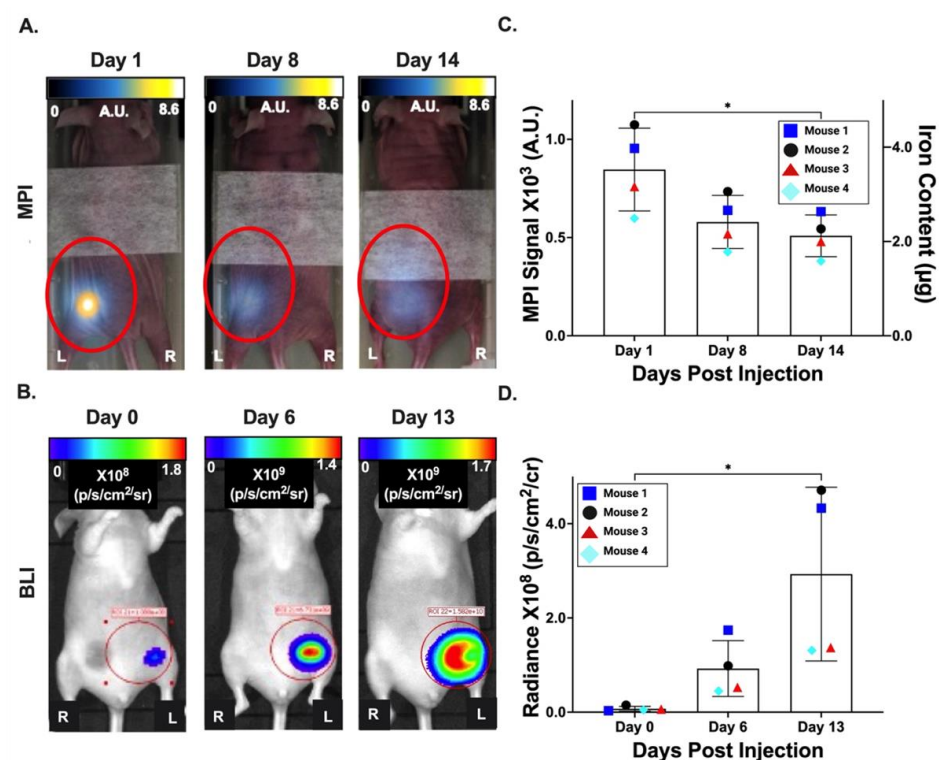 A.
Day 1
Day 8
Day 14
0 A.U. 8.6
0 A.U. 8.6
0 A.U. 8.6
MPI
L R
L R
L R
B.
Day 0
Day 6
Day 13
0 1.8
X10⁸
(p/s/cm²/sr)
0 1.4
X10⁹
(p/s/cm²/sr)
0 1.7
X10⁹
(p/s/cm²/sr)
BLI
R L
R L
R L
C.
MPI Signal X10³ (A.U.)
1.0
0.5
0.0
*
Mouse 1
Mouse 2
Mouse 3
Mouse 4
4.0
2.0
0.0
Iron Content (µg)
Day 1 Day 8 Day 14
Days Post Injection
D.
Radiance X10⁸ (p/s/cm²/cr)
4.0
2.0
0.0
*
Mouse 1
Mouse 2
Mouse 3
Mouse 4
Day 0 Day 6 Day 13
Days Post Injection